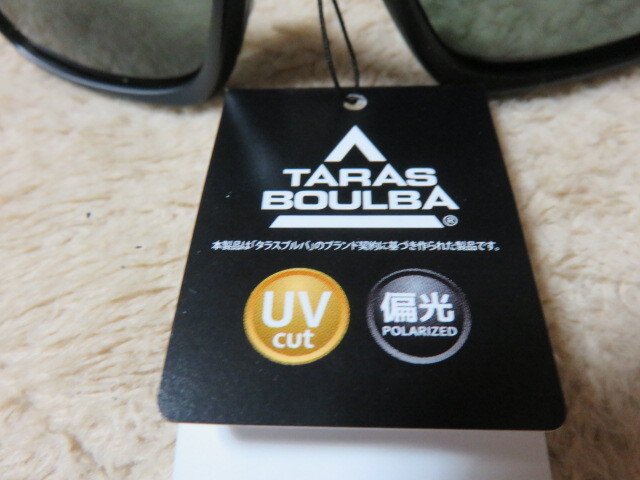 TARAS
BOULBA
®
本製品は「タラスブルバ」のブランド契約に基づき作られた製品です。
UV
cut
偏光
POLARIZED